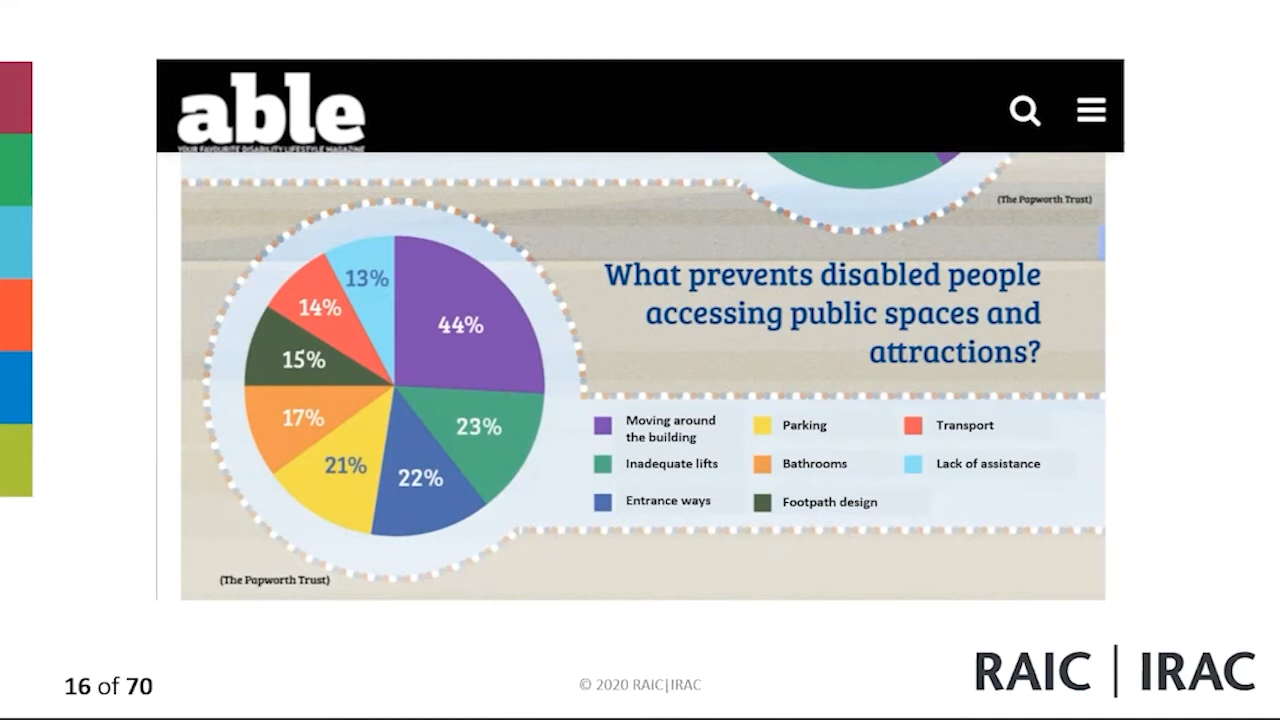 able
YOUR FAVOURITE DISABILITY LIFESTYLE MAGAZINE
(The Papworth Trust)
What prevents disabled people
accessing public spaces and
attractions?
13%
14%
44%
15%
17%
23%
21%
22%
Moving around
the building
Inadequate lifts
Entrance ways
Parking
Bathrooms
Footpath design
Transport
Lack of assistance
(The Papworth Trust)
16 of 70
© 2020 RAIC|IRAC
RAIC | IRAC